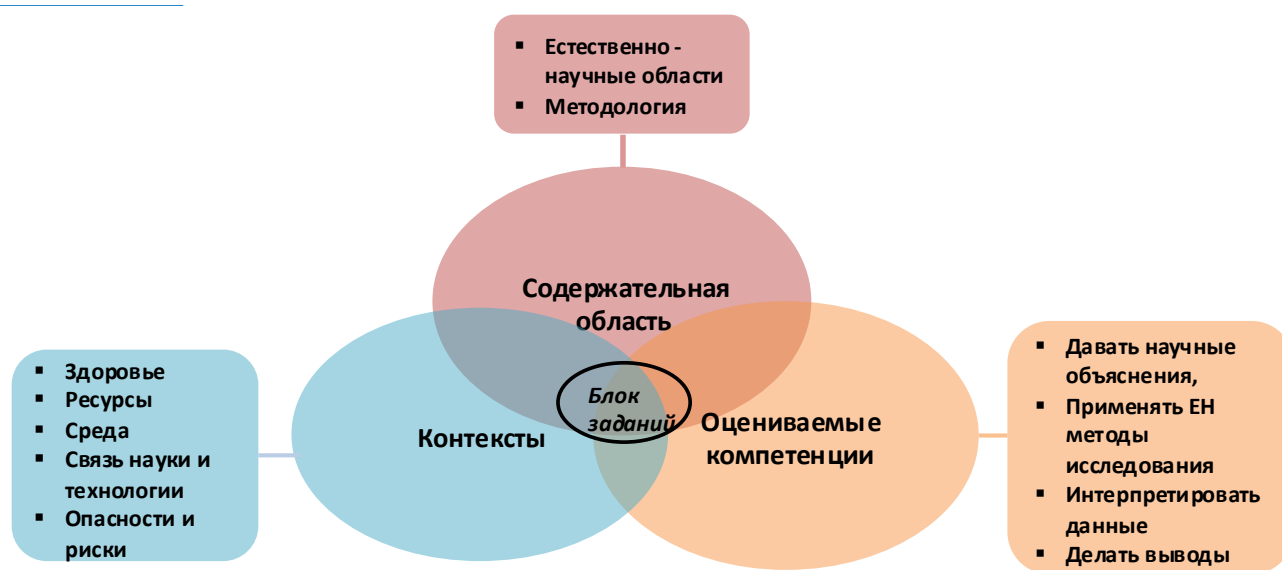 ▪ Естественно -
научные области
▪ Методология
Содержательная
область
▪ Здоровье
▪ Ресурсы
▪ Среда
▪ Связь науки и
технологии
▪ Опасности и
риски
Контексты
Блок
заданий
Оцениваемые
компетенции
▪ Давать научные
объяснения,
▪ Применять ЕН
методы
исследования
▪ Интерпретировать
данные
▪ Делать выводы